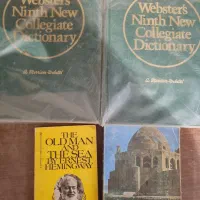 Webster's
Ninth New
Collegiate
Dictionary
A Merriam-Webster
Webster's
Ninth New
Collegiate
Dictionary
A Merriam-Webster
THE
OLD MAN
AND THE
SEA
BY ERNEST
HEMINGWAY